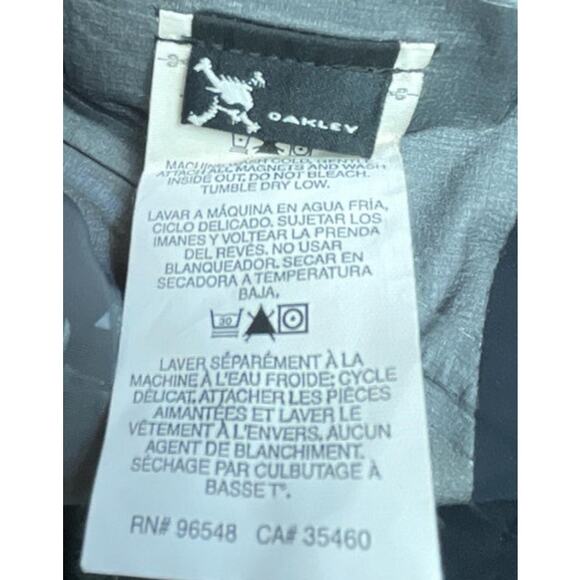 OAKLEY
MACHINE WASH COLD, GENTLE
ATTACH ALL MAGNETS AND WASH
INSIDE OUT. DO NOT BLEACH.
TUMBLE DRY LOW.
LAVAR A MÁQUINA EN AGUA FRÍA,
CICLO DELICADO. SUJETAR LOS
IMANES Y VOLTEAR LA PRENDA
DEL REVÉS. NO USAR
BLANQUEADOR. SECAR EN
SECADORA A TEMPERATURA
BAJA.
30
LAVER SÉPARÉMENT À LA
MACHINE À L'EAU FROIDE; CYCLE
DÉLICAT. ATTACHER LES PIÈCES
AIMANTÉES ET LAVER LE
VÊTEMENT À L'ENVERS. AUCUN
AGENT DE BLANCHIMENT.
SÉCHAGE PAR CULBUTAGE À
BASSE T°.
RN# 96548 CA# 35460